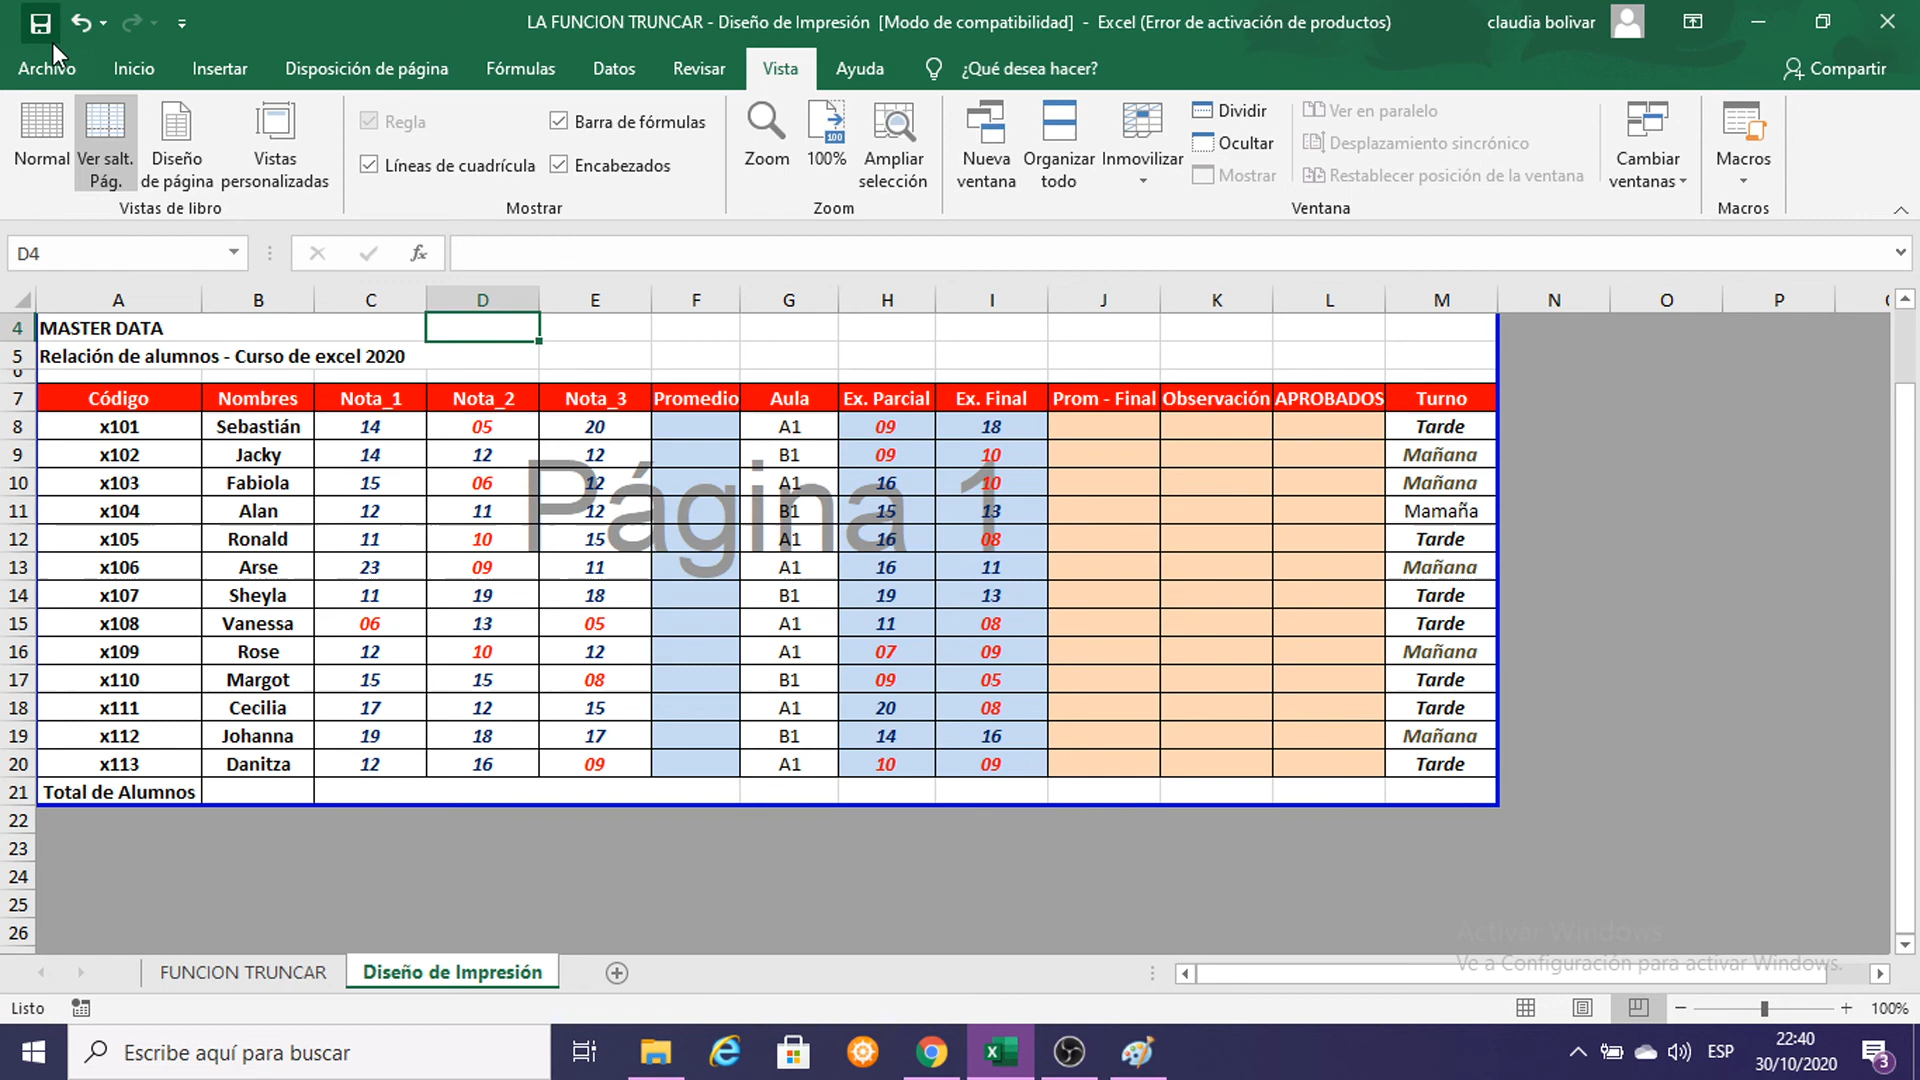 LA FUNCION TRUNCAR - Diseño de Impresión [Modo de compatibilidad] - Excel (Error de activación de productos)
claudia bolivar
Archivo Inicio Insertar Disposición de página Fórmulas Datos Revisar Vista Ayuda ¿Qué desea hacer? Compartir
Normal
Ver salt. Pág.
Diseño de página
Vistas personalizadas
Vistas de libro
Regla
Barra de fórmulas
Líneas de cuadrícula
Encabezados
Mostrar
Zoom
100
100%
Ampliar selección
Zoom
Nueva ventana
Organizar todo
Inmovilizar
Dividir
Ocultar
Mostrar
Ver en paralelo
Desplazamiento sincrónico
Restablecer posición de la ventana
Cambiar ventanas
Ventana
Macros
Macros
D4
fx
A B C D E F G H I J K L M N O P
4 MASTER DATA
5 Relación de alumnos - Curso de excel 2020
6
7 Código Nombres Nota_1 Nota_2 Nota_3 Promedio Aula Ex. Parcial Ex. Final Prom - Final Observación APROBADOS Turno
8 x101 Sebastián 14 05 20 A1 09 18 Tarde
9 x102 Jacky 14 12 12 B1 09 10 Mañana
10 x103 Fabiola 15 06 12 A1 16 10 Mañana
11 x104 Alan 12 11 12 B1 15 13 Mamaña
12 x105 Ronald 11 10 15 A1 16 08 Tarde
13 x106 Arse 23 09 11 A1 16 11 Mañana
14 x107 Sheyla 11 19 18 B1 19 13 Tarde
15 x108 Vanessa 06 13 05 A1 11 08 Tarde
16 x109 Rose 12 10 12 A1 07 09 Mañana
17 x110 Margot 15 15 08 B1 09 05 Tarde
18 x111 Cecilia 17 12 15 A1 20 08 Tarde
19 x112 Johanna 19 18 17 B1 14 16 Mañana
20 x113 Danitza 12 16 09 A1 10 09 Tarde
21 Total de Alumnos
Página 1
22
23
24
25
26
Activar Windows
Ve a Configuración para activar Windows.
FUNCION TRUNCAR Diseño de Impresión
Listo
100%
Escribe aquí para buscar
ESP
22:40
30/10/2020
3